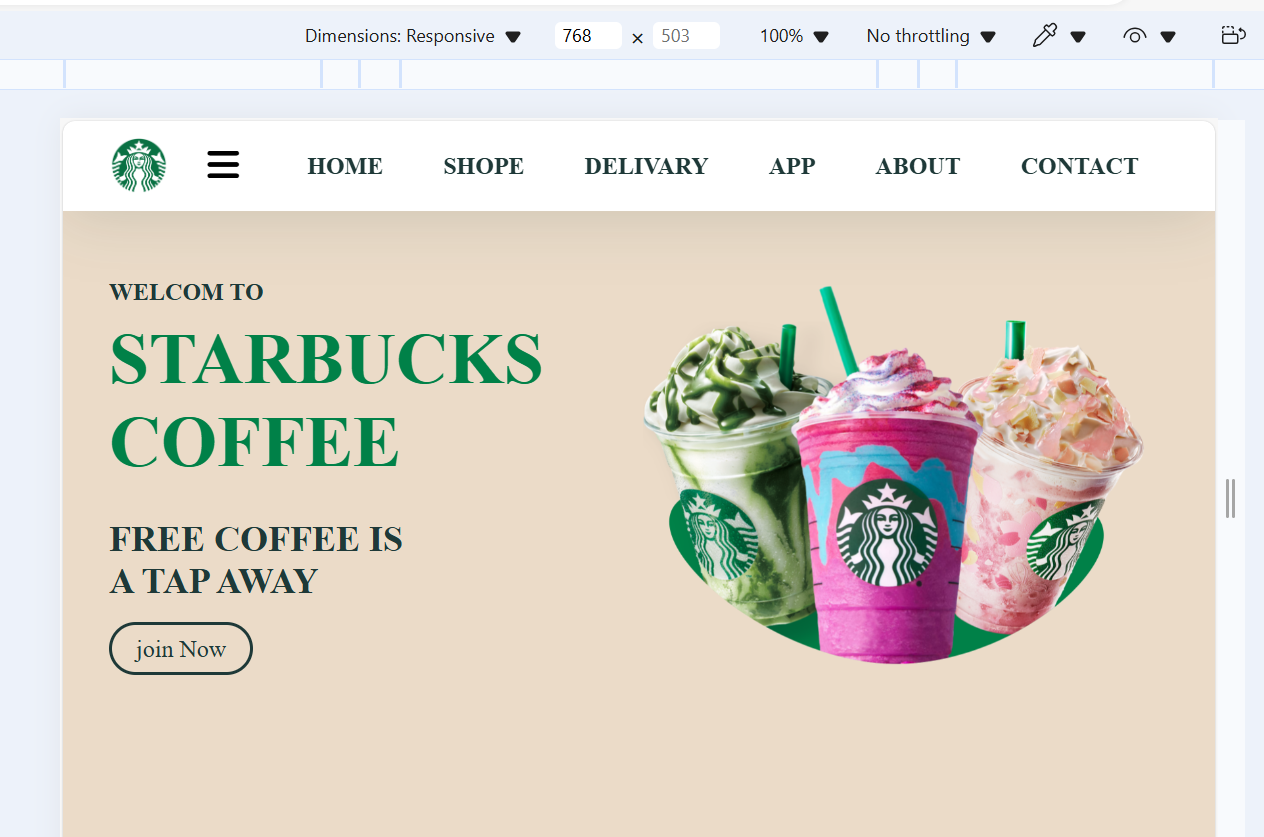 Dimensions: Responsive 768 × 503 100% No throttling
HOME SHOPE DELIVARY APP ABOUT CONTACT
WELCOM TO
STARBUCKS
COFFEE
FREE COFFEE IS
A TAP AWAY
join Now